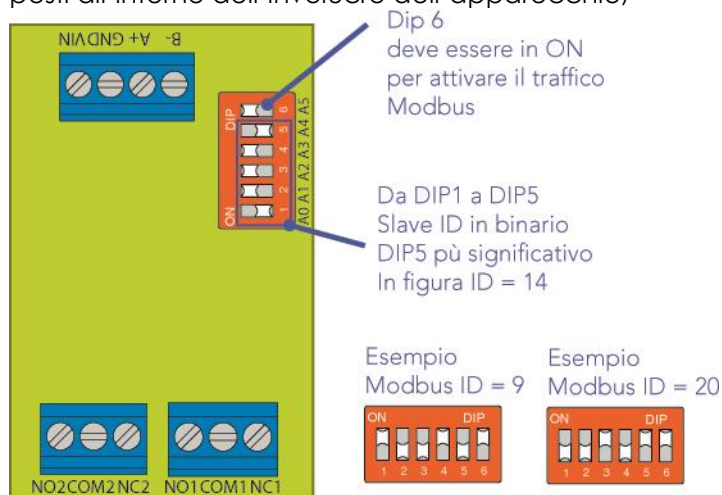 posti all'interno dell'involucro dell'apparecchio)
VIN GND A+ B-
Dip 6
deve essere in ON
per attivare il traffico
Modbus
DIP
ON
1 2 3 4 5 6
A0 A1 A2 A3 A4 A5
Da DIP1 a DIP5
Slave ID in binario
DIP5 pù significativo
In figura ID = 14
Esempio
Modbus ID = 9
ON DIP
1 2 3 4 5 6
Esempio
Modbus ID = 20
ON DIP
1 2 3 4 5 6
NO2 COM2 NC2
NO1 COM1 NC1